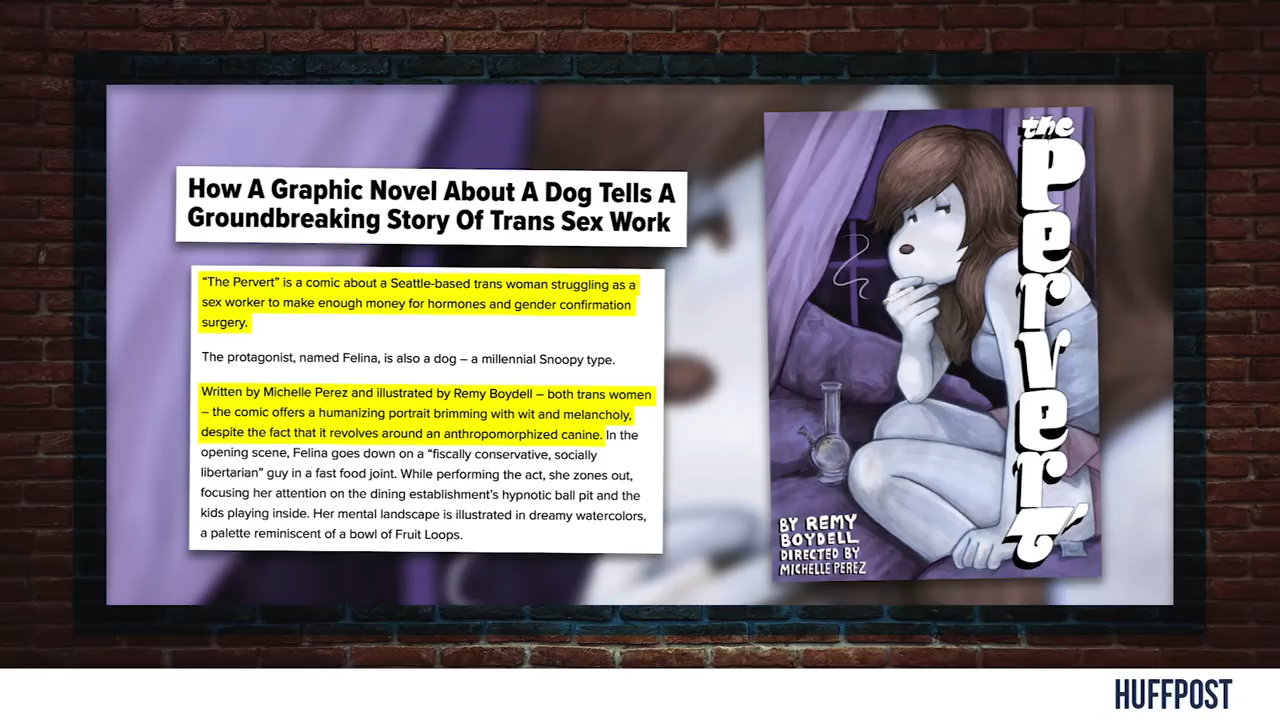 How A Graphic Novel About A Dog Tells A
Groundbreaking Story Of Trans Sex Work
“The Pervert” is a comic about a Seattle-based trans woman struggling as a
sex worker to make enough money for hormones and gender confirmation
surgery.
The protagonist, named Felina, is also a dog – a millennial Snoopy type.
Written by Michelle Perez and illustrated by Remy Boydell – both trans women
– the comic offers a humanizing portrait brimming with wit and melancholy,
despite the fact that it revolves around an anthropomorphized canine. In the
opening scene, Felina goes down on a “fiscally conservative, socially
libertarian” guy in a fast food joint. While performing the act, she zones out,
focusing her attention on the dining establishment’s hypnotic ball pit and the
kids playing inside. Her mental landscape is illustrated in dreamy watercolors,
a palette reminiscent of a bowl of Fruit Loops.
the
Pervert
BY REMY
BOYDELL
DIRECTED BY
MICHELLE PEREZ
HUFFPOST